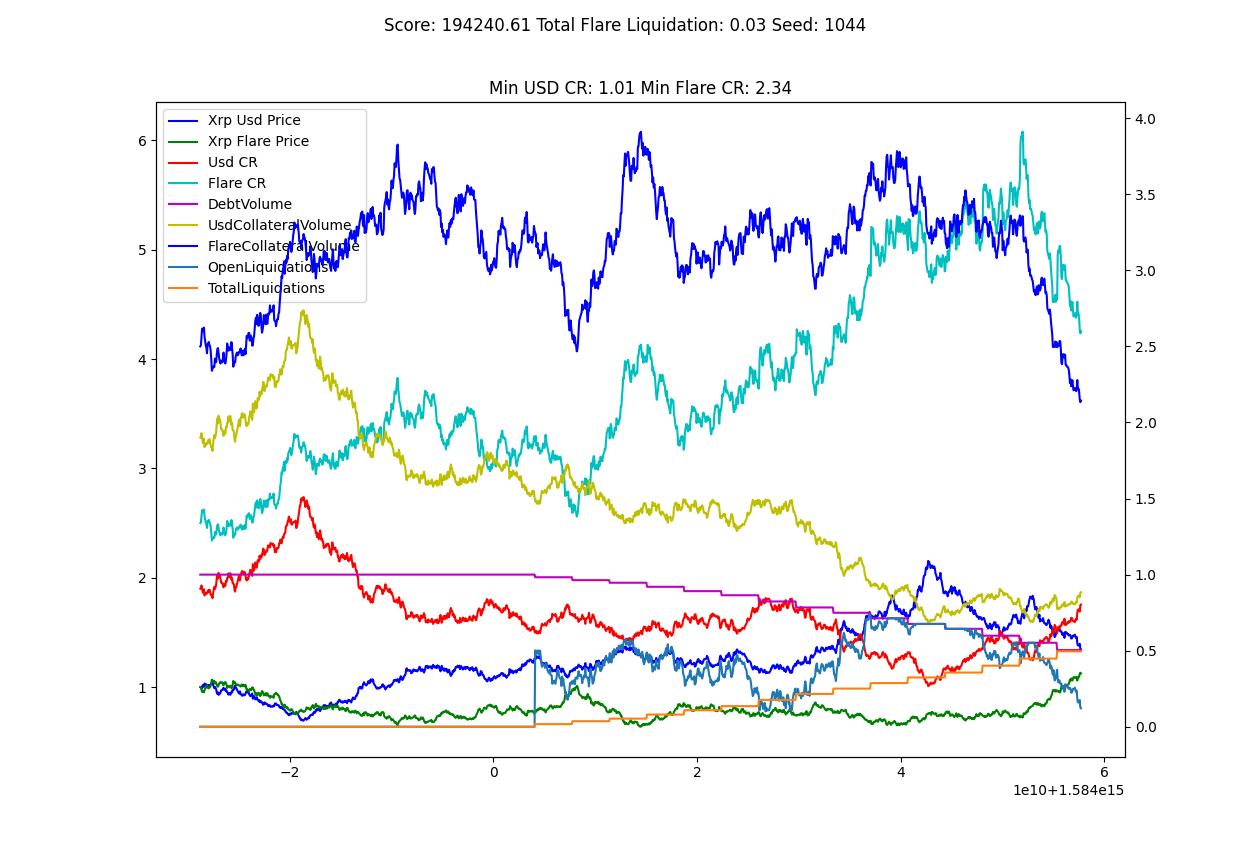 Score: 194240.61 Total Flare Liquidation: 0.03 Seed: 1044
Min USD CR: 1.01 Min Flare CR: 2.34
Xrp Usd Price
Xrp Flare Price
Usd CR
Flare CR
DebtVolume
UsdCollateralVolume
FlareCollateralVolume
OpenLiquidations
TotalLiquidations
6
5
4
3
2
1
4.0
3.5
3.0
2.5
2.0
1.5
1.0
0.5
0.0
−2
0
2
4
6
1e10+1.584e15